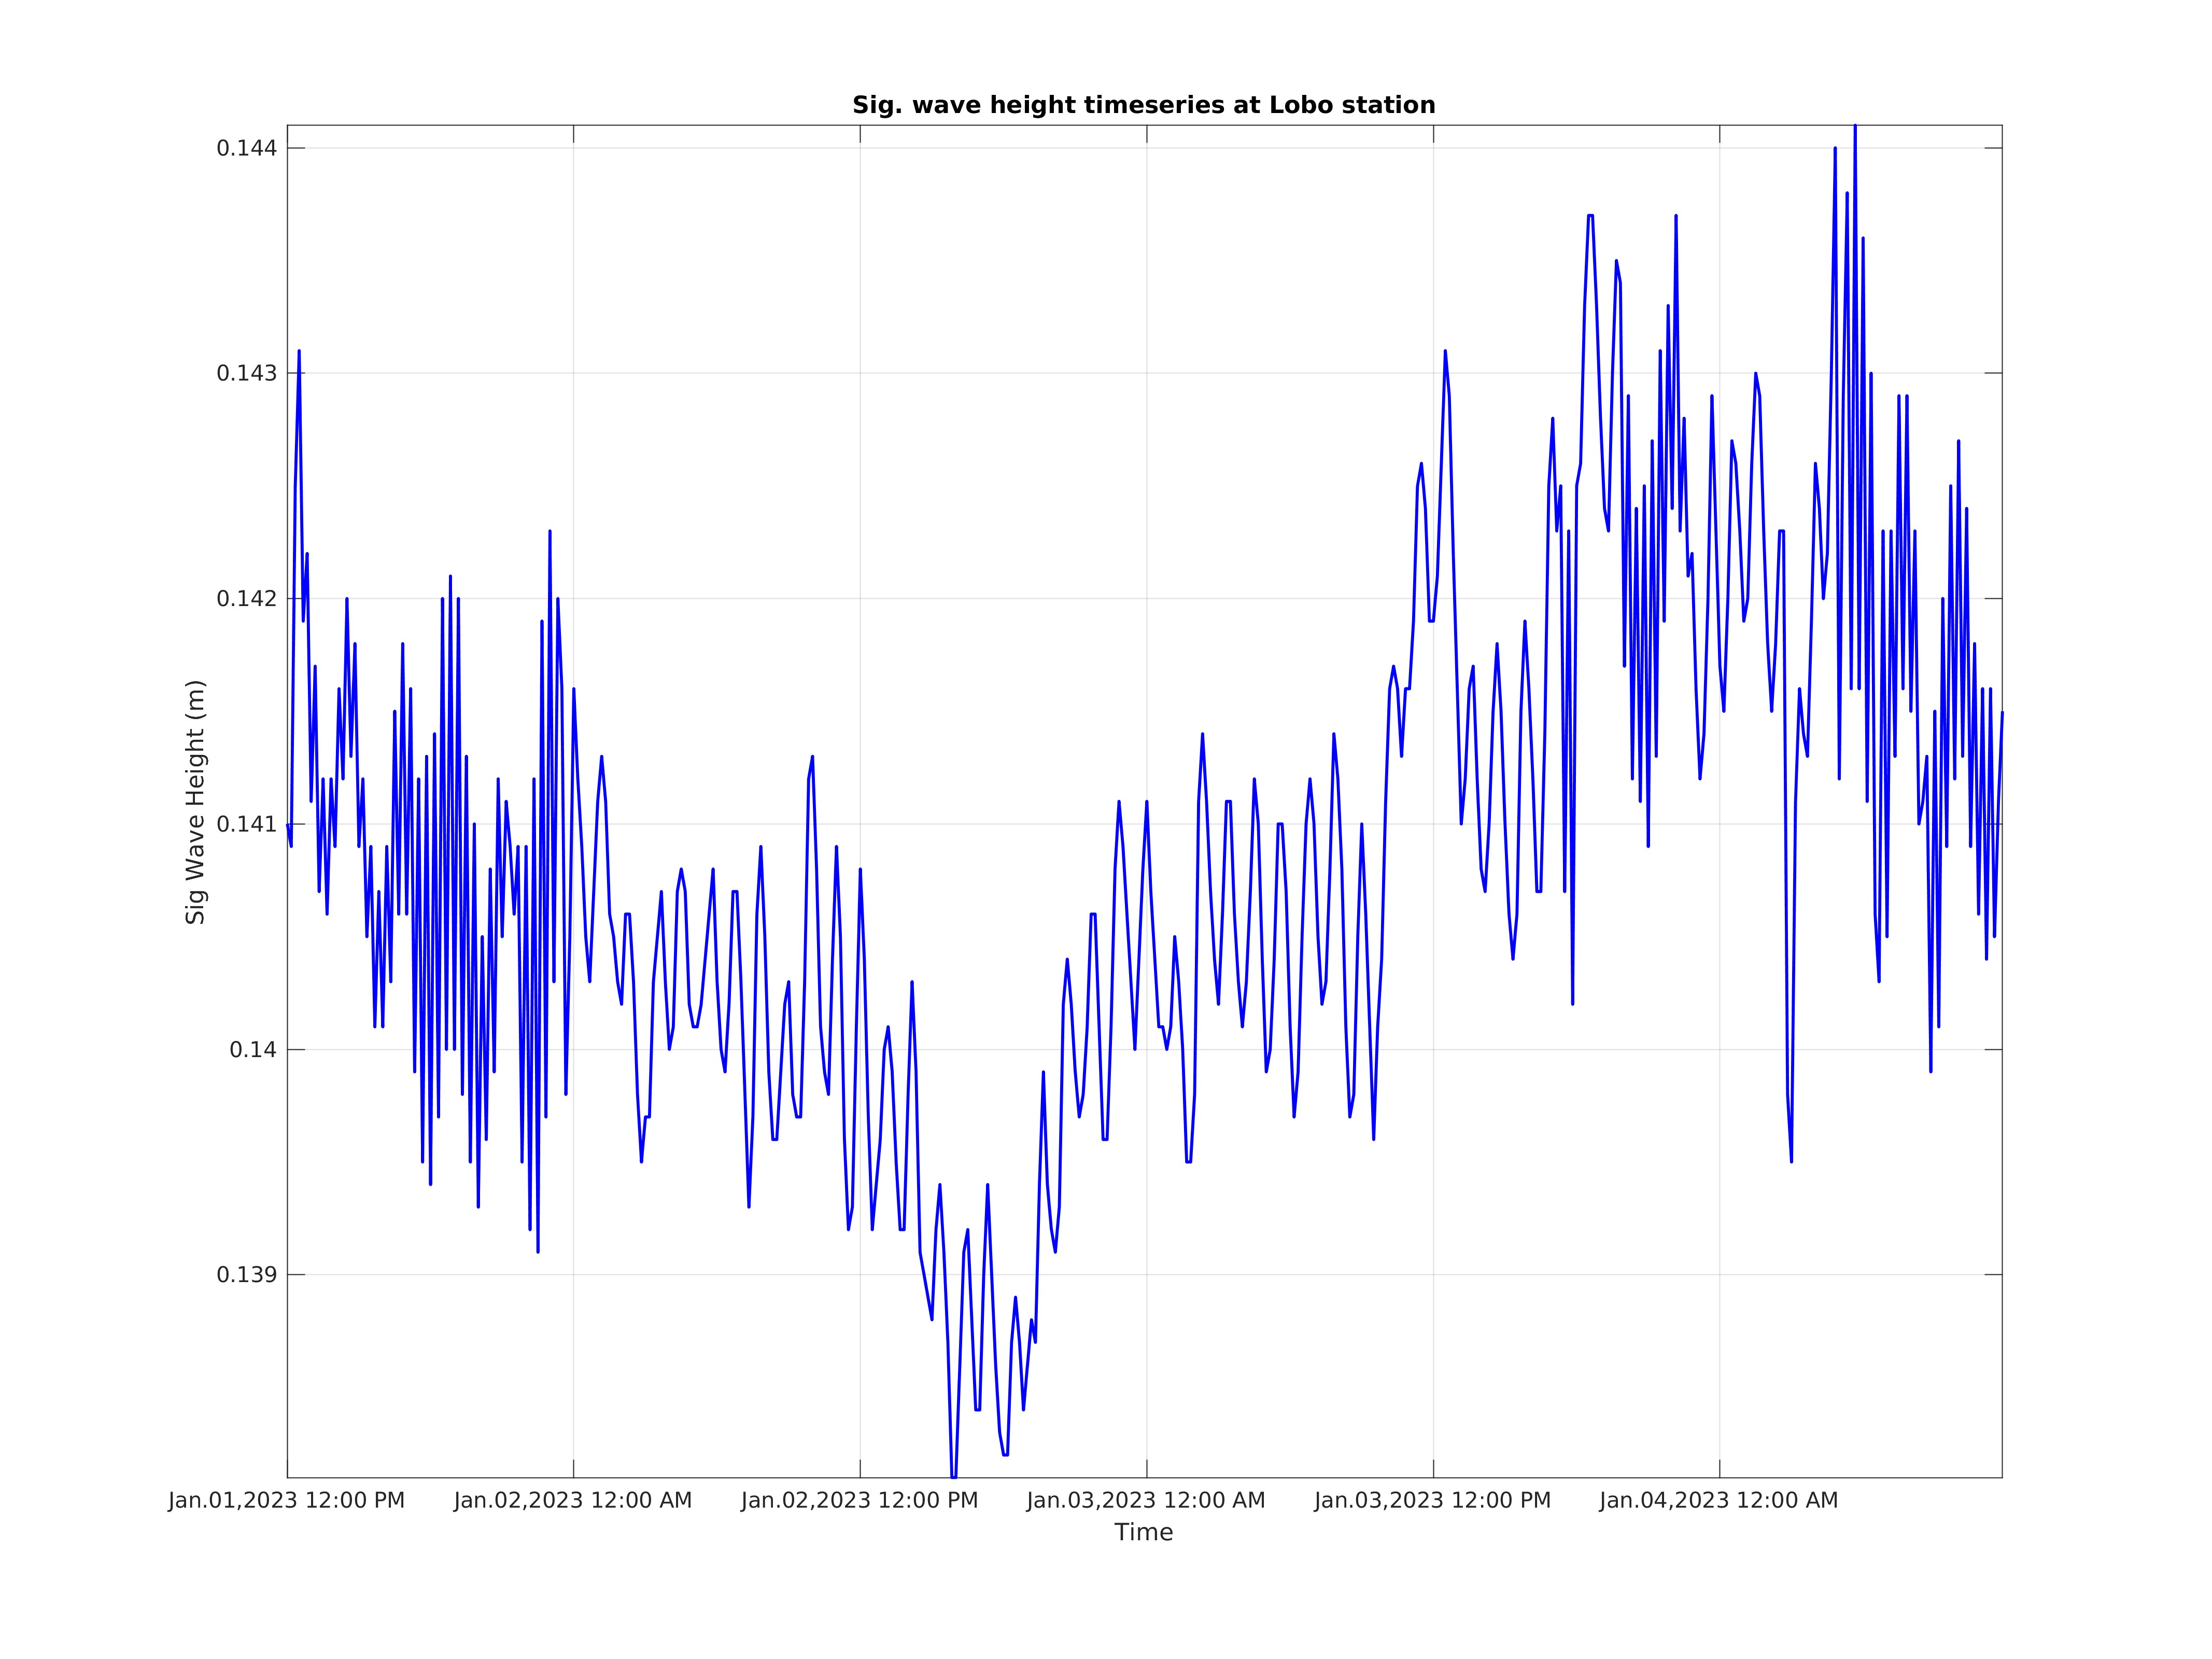 Sig. wave height timeseries at Lobo station
0.144
0.143
0.142
0.141
0.14
0.139
Sig Wave Height (m)
Jan.01,2023 12:00 PM
Jan.02,2023 12:00 AM
Jan.02,2023 12:00 PM
Jan.03,2023 12:00 AM
Jan.03,2023 12:00 PM
Jan.04,2023 12:00 AM
Time